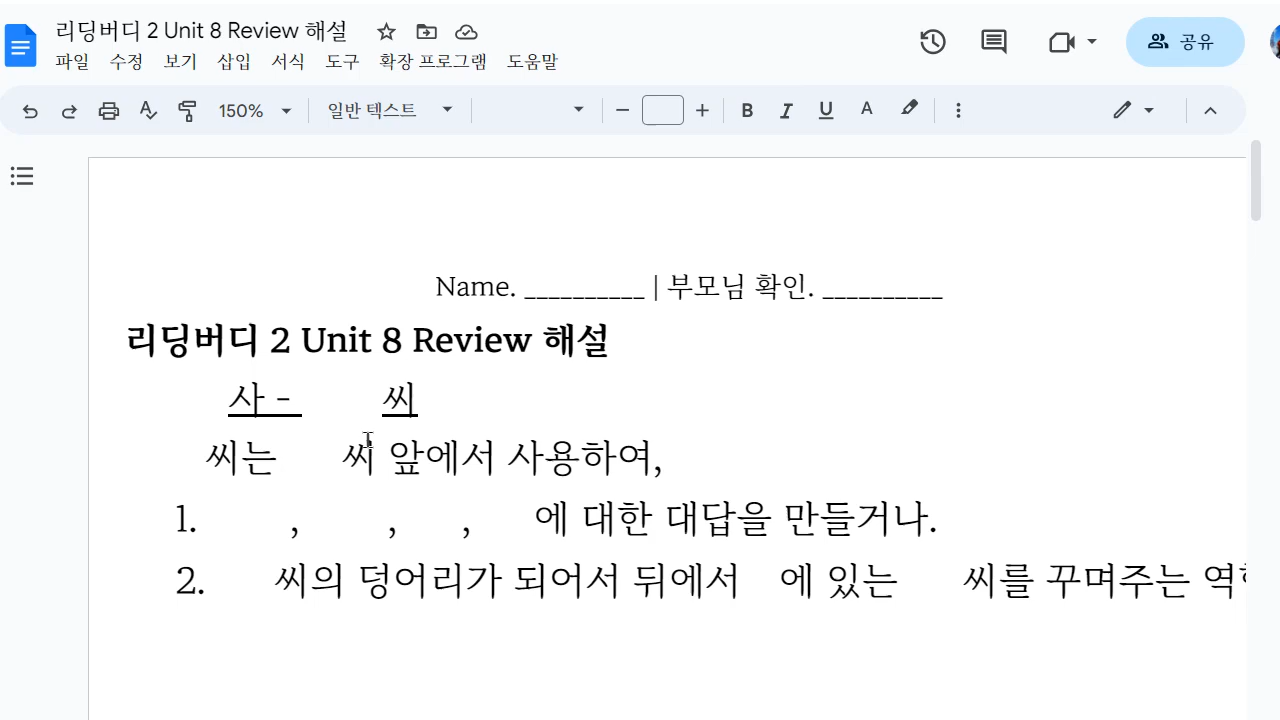 리딩버디 2 Unit 8 Review 해설
파일 수정 보기 삽입 서식 도구 확장 프로그램 도움말
공유
150% 일반 텍스트 B I U A
Name. __________ | 부모님 확인. __________
리딩버디 2 Unit 8 Review 해설
사 - 씨
씨는 씨 앞에서 사용하여,
1. , , , 에 대한 대답을 만들거나.
2. 씨의 덩어리가 되어서 뒤에서 에 있는 씨를 꾸며주는